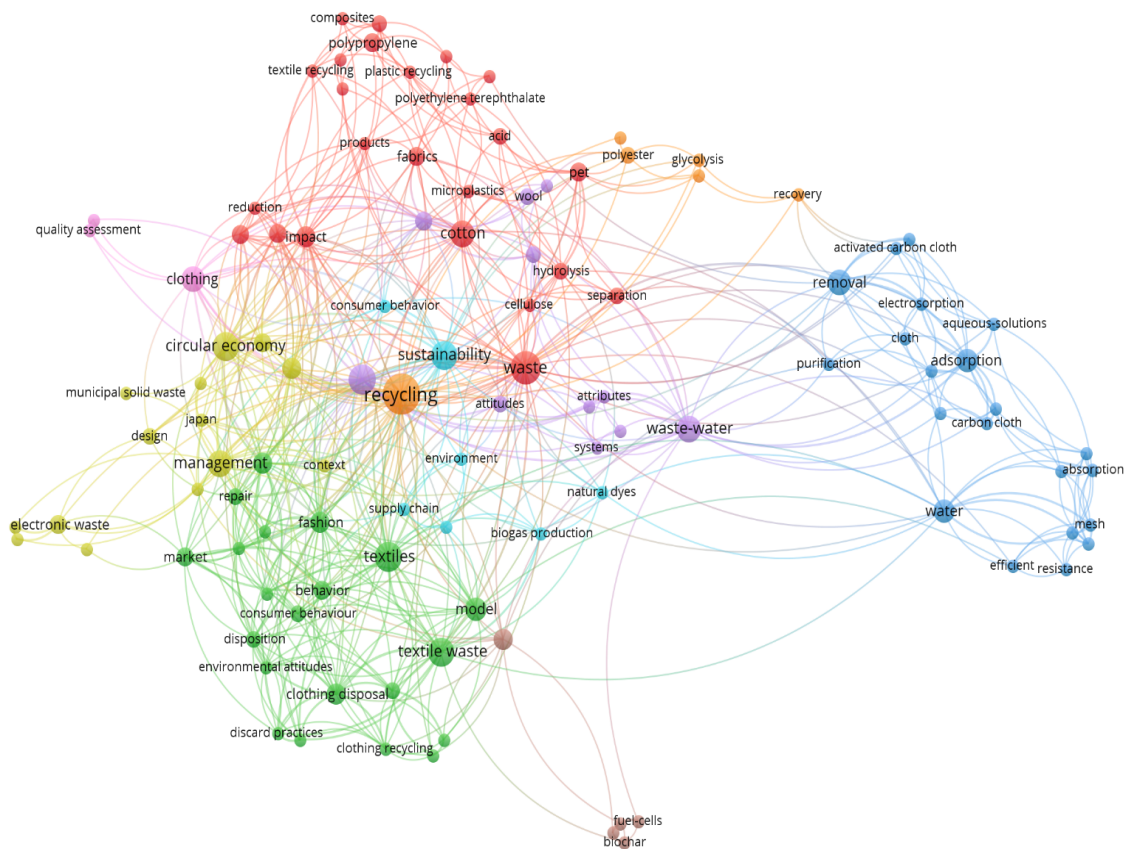 composites
polypropylene
textile recycling
plastic recycling
polyethylene terephthalate
acid
products
fabrics
polyester
glycolysis
pet
microplastics
wool
recovery
reduction
quality assessment
cotton
impact
activated carbon cloth
hydrolysis
clothing
removal
separation
consumer behavior
cellulose
electrosorption
aqueous-solutions
cloth
circular economy
sustainability
waste
purification
adsorption
municipal solid waste
recycling
attitudes
attributes
japan
carbon cloth
waste-water
design
systems
management
context
environment
absorption
repair
natural dyes
supply chain
water
electronic waste
fashion
mesh
biogas production
market
textiles
efficient
resistance
behavior
model
consumer behaviour
disposition
textile waste
environmental attitudes
clothing disposal
discard practices
clothing recycling
fuel-cells
biochar